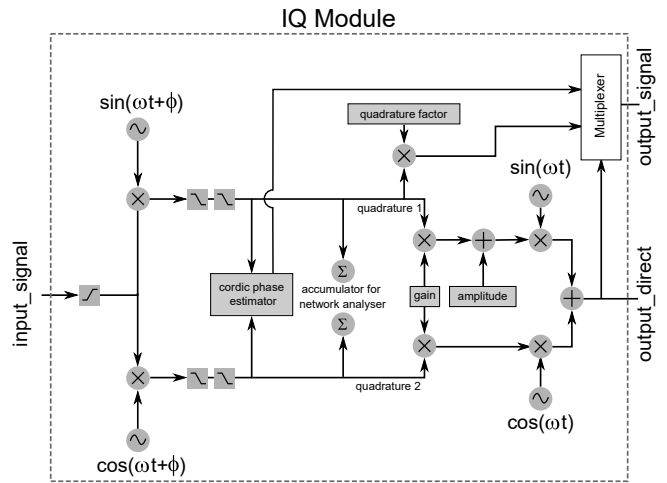 IQ Module
sin(ωt+ϕ)
quadrature factor
Multiplexer
output_signal
sin(ωt)
quadrature 1
input_signal
cordic phase
estimator
Σ
accumulator for
network analyser
Σ
gain
amplitude
output_direct
quadrature 2
cos(ωt+ϕ)
cos(ωt)